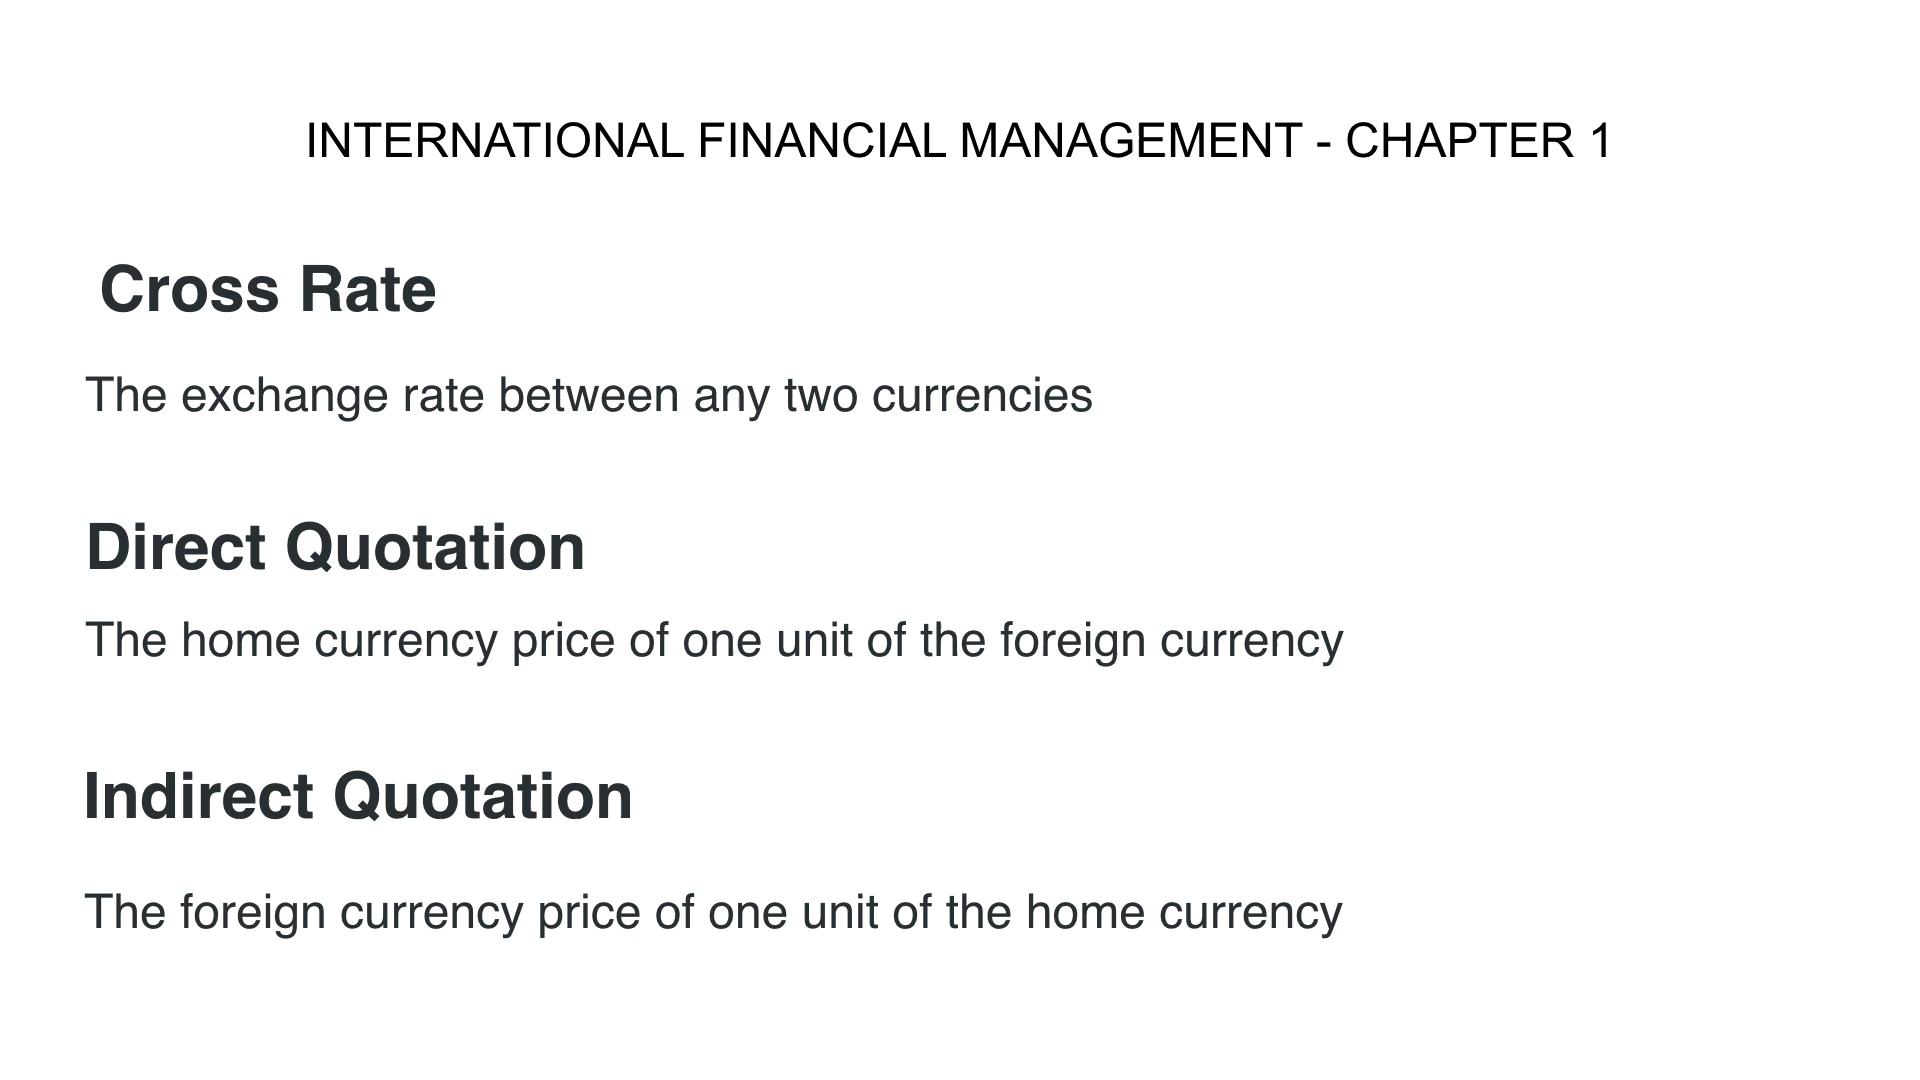 INTERNATIONAL FINANCIAL MANAGEMENT - CHAPTER 1
Cross Rate
The exchange rate between any two currencies
Direct Quotation
The home currency price of one unit of the foreign currency
Indirect Quotation
The foreign currency price of one unit of the home currency